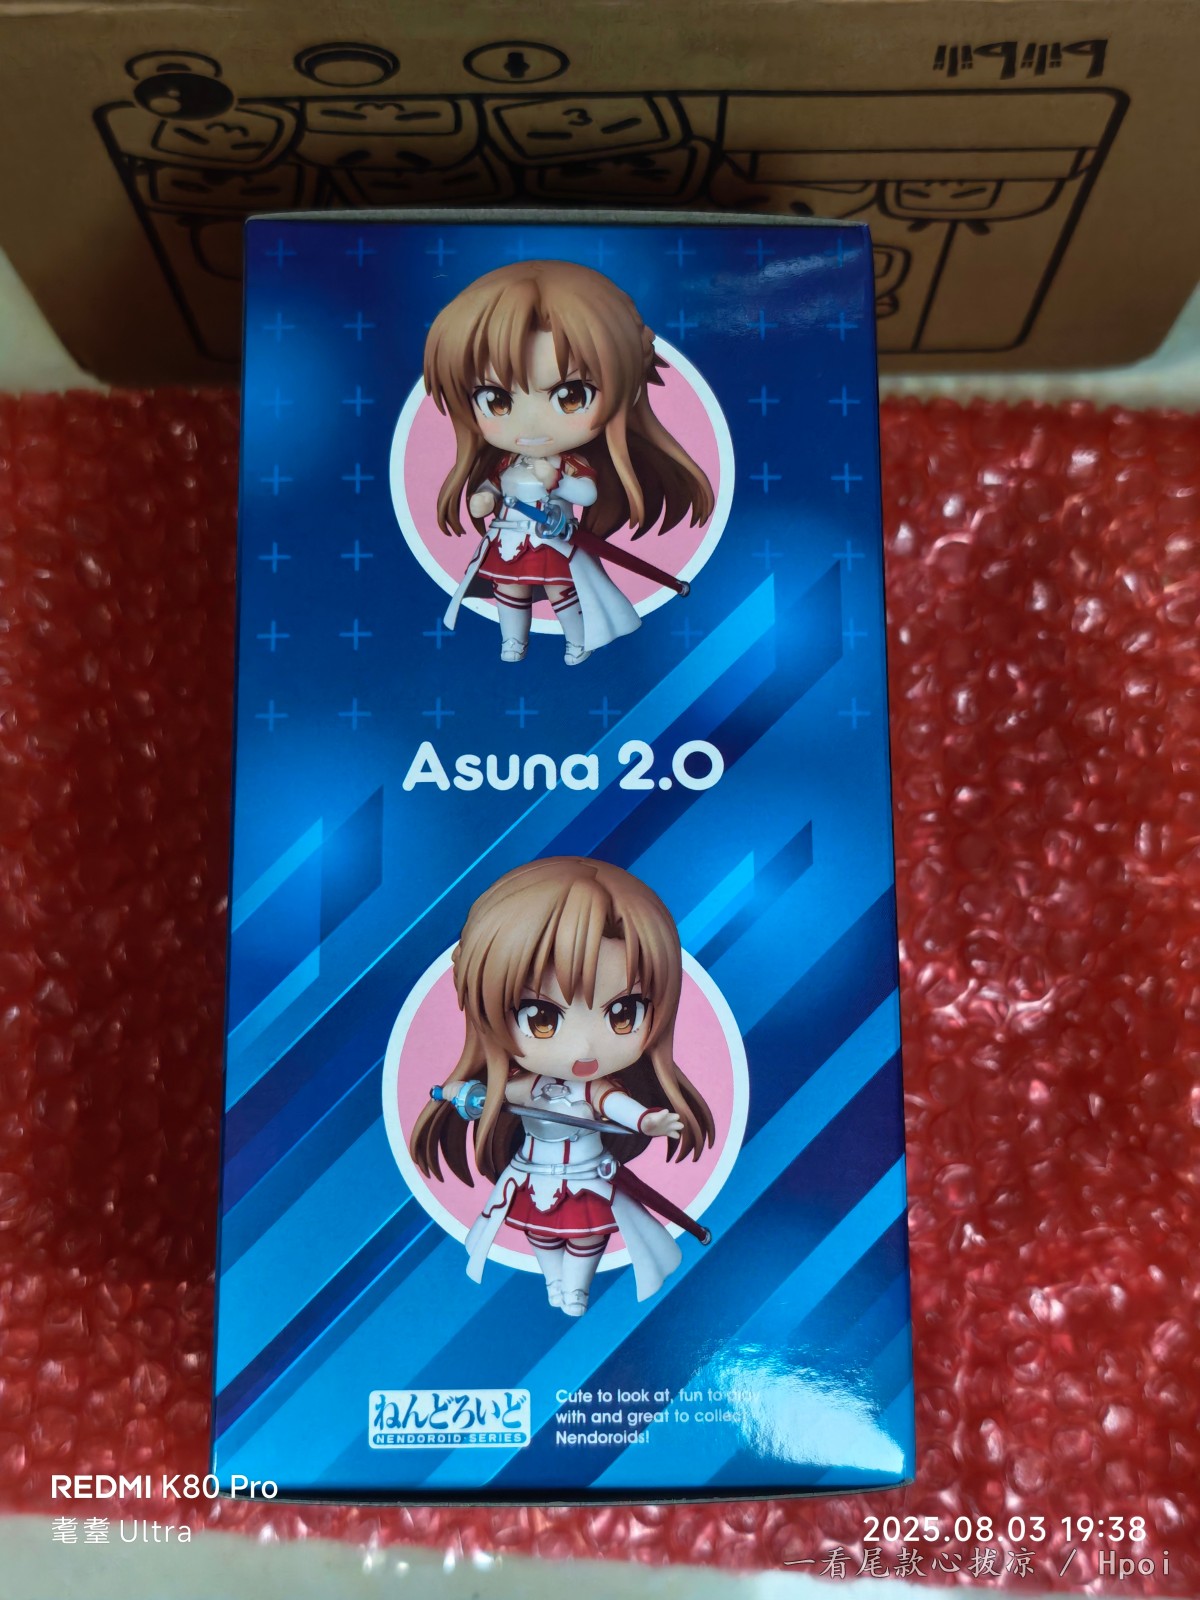 bilibili
Asuna 2.0
ねんどろいど
NENDOROID SERIES
Cute to look at, fun to play
with and great to collect
Nendoroids!
REDMI K80 Pro
耄耋 Ultra
2025.08.03 19:38
一看尾款心拔凉 / Hpoi